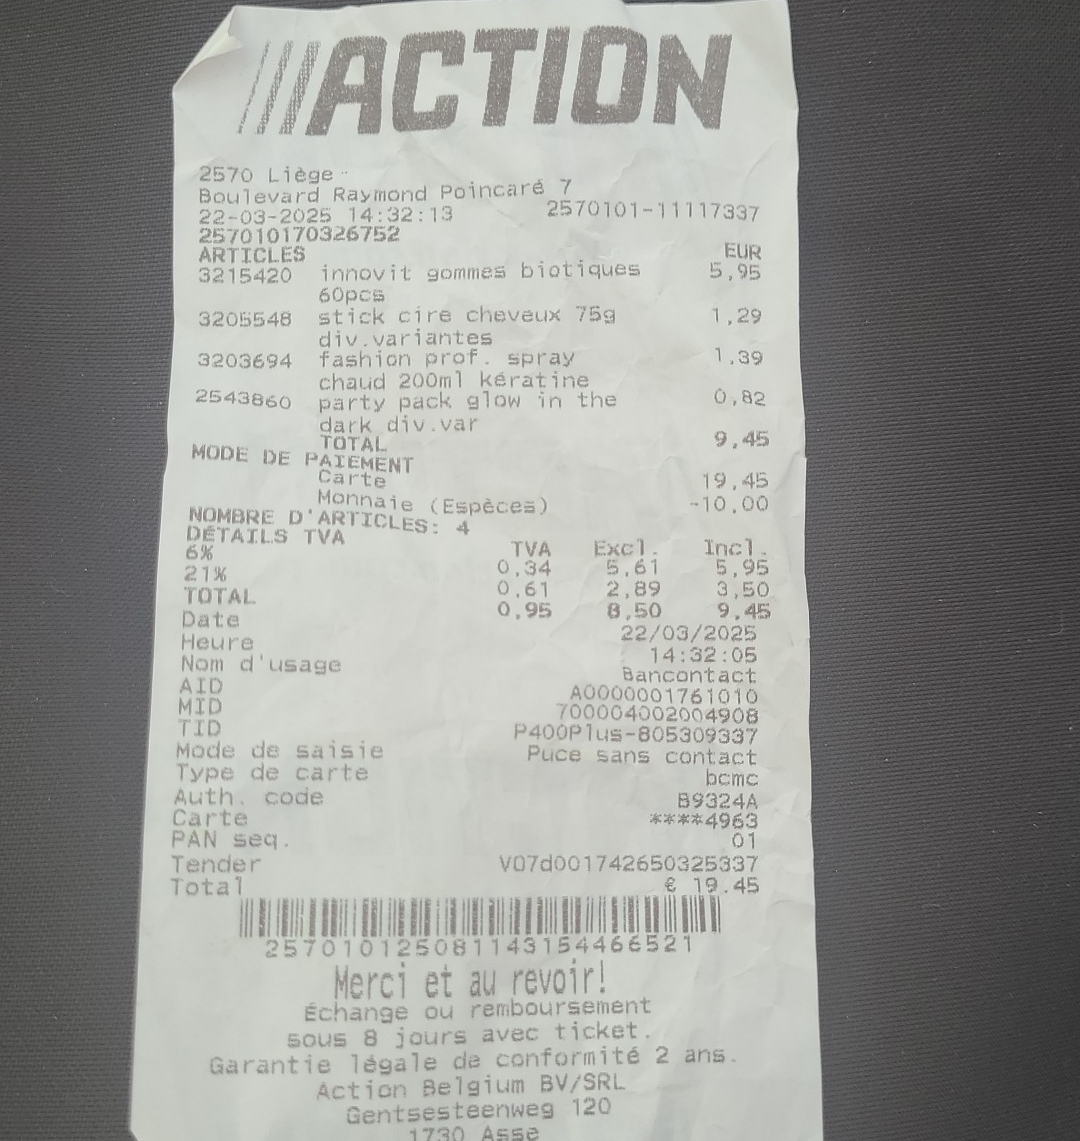 ACTION
2570 Liège
Boulevard Raymond Poincaré 7
22-03-2025 14:32:13 2570101-11117337
257010170326752
ARTICLES EUR
3215420 innovit gommes biotiques 5,95
60pcs
3205548 stick cire cheveux 75g 1,29
div.variantes
3203694 fashion prof. spray 1,39
chaud 200ml kératine
2543860 party pack glow in the 0,82
dark div.var
TOTAL 9,45
MODE DE PAIEMENT
Carte 19,45
Monnaie (Espèces) -10,00
NOMBRE D'ARTICLES: 4
DÉTAILS TVA TVA Excl. Incl.
6% 0,34 5,61 5,95
21% 0,61 2,89 3,50
TOTAL 0,95 8,50 9,45
Date 22/03/2025
Heure 14:32:05
Nom d'usage Bancontact
AID A0000001761010
MID 700004002004908
TID P400Plus-805309337
Mode de saisie Puce sans contact
Type de carte bcmc
Auth. code B9324A
Carte ****4963
PAN seq. 01
Tender V07d001742650325337
Total € 19.45
257010125081143154466521
Merci et au revoir!
Échange ou remboursement
sous 8 jours avec ticket.
Garantie légale de conformité 2 ans.
Action Belgium BV/SRL
Gentsesteenweg 120
1730 Asse